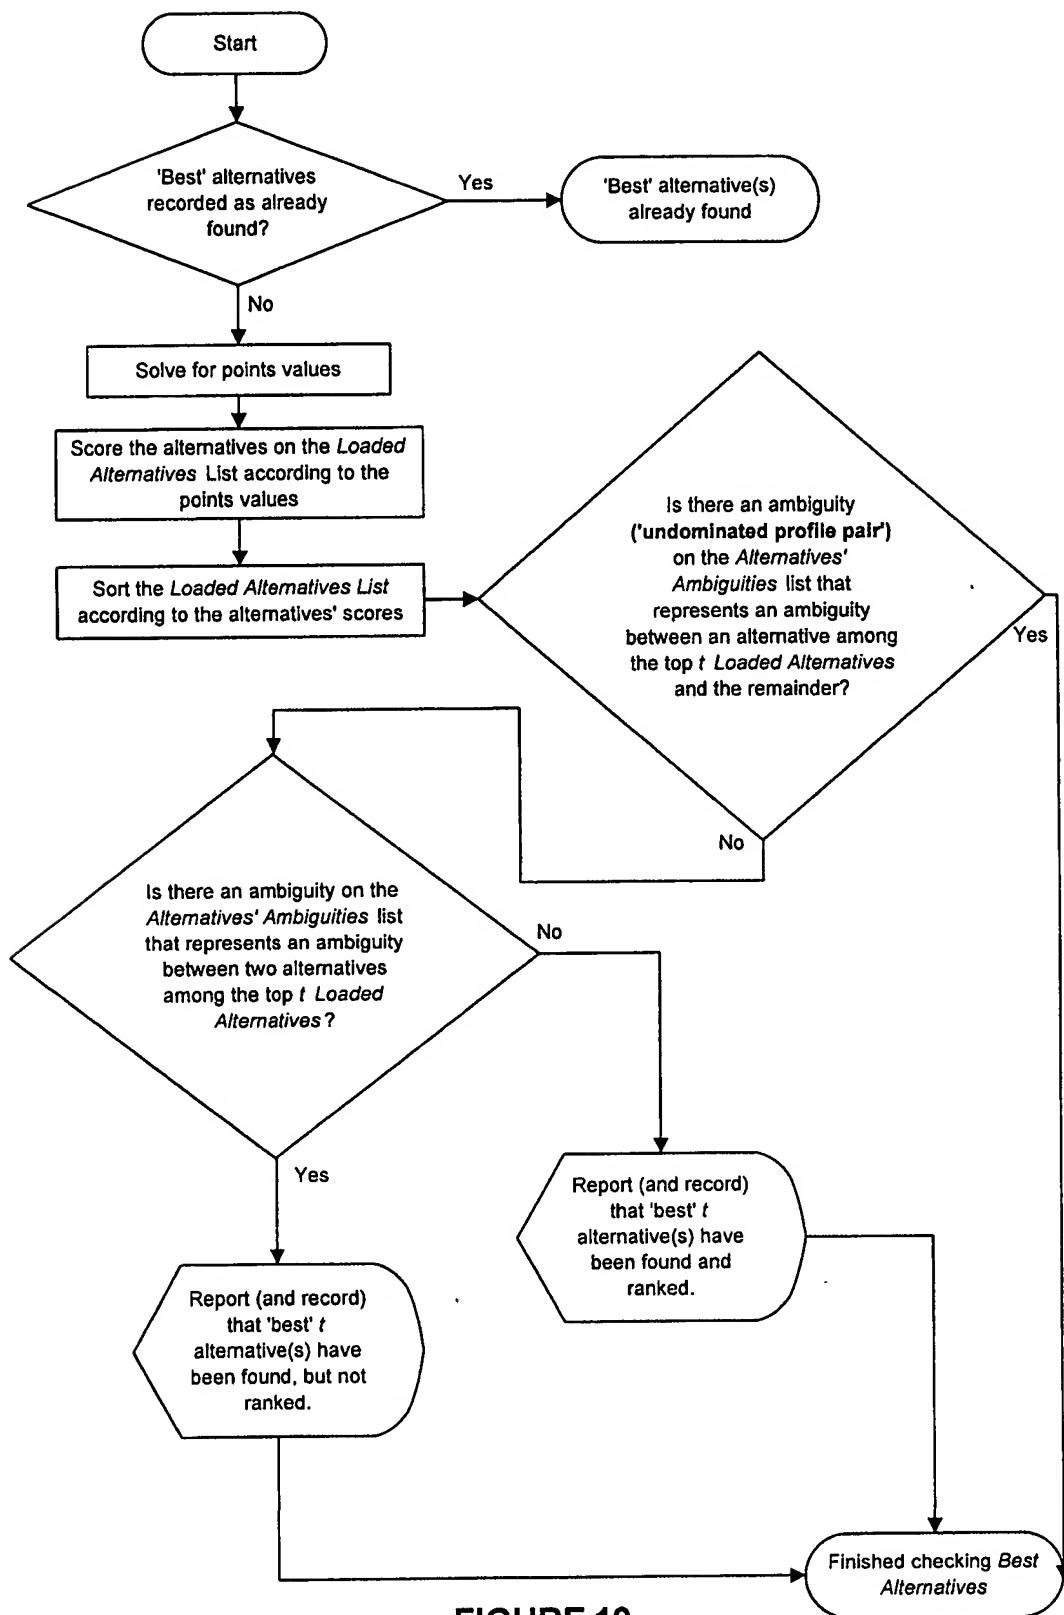 Start
'Best' alternatives
recorded as already
found?
Yes
'Best' alternative(s)
already found
No
Solve for points values
Score the alternatives on the Loaded
Alternatives List according to the
points values
Sort the Loaded Alternatives List
according to the alternatives' scores
Is there an ambiguity
('undominated profile pair')
on the Alternatives'
Ambiguities list that
represents an ambiguity
between an alternative among
the top t Loaded Alternatives
and the remainder?
Yes
No
Is there an ambiguity on the
Alternatives' Ambiguities list
that represents an ambiguity
between two alternatives
among the top t Loaded
Alternatives?
No
Yes
Report (and record)
that 'best' t
alternative(s) have
been found and
ranked.
Report (and record)
that 'best' t
alternative(s) have
been found, but not
ranked.
Finished checking Best
Alternatives